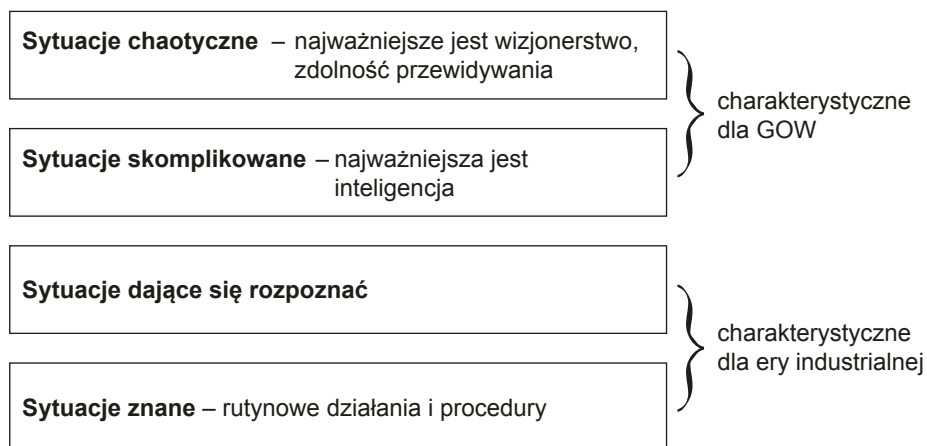 Sytuacje chaotyczne – najważniejsze jest wizjonerstwo,
zdolność przewidywania
charakterystyczne
dla GOW
Sytuacje skomplikowane – najważniejsza jest
inteligencja
Sytuacje dające się rozpoznać
charakterystyczne
dla ery industrialnej
Sytuacje znane – rutynowe działania i procedury